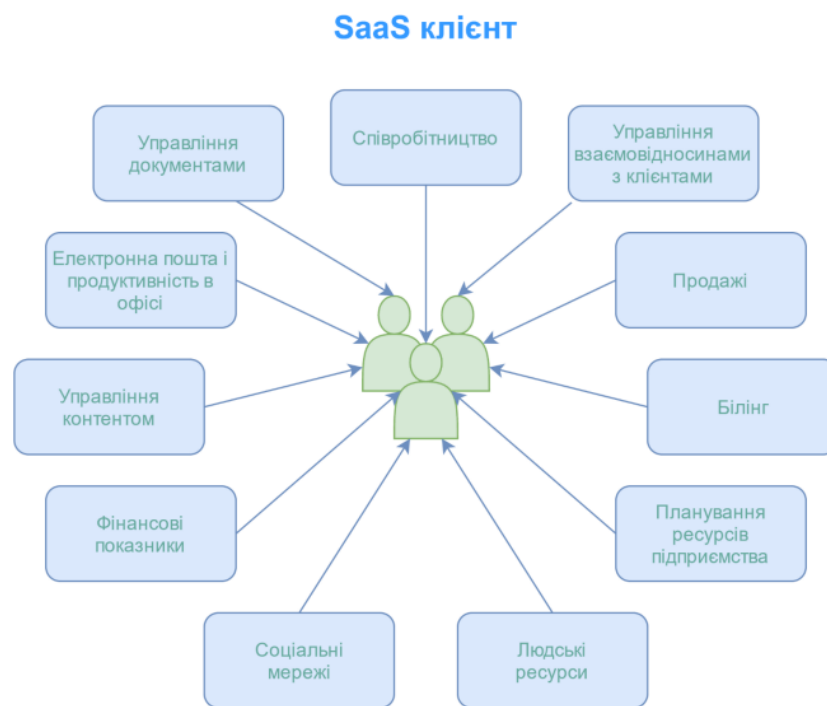 SaaS клієнт
Управління
документами
Співробітництво
Управління
взаємовідносинами
з клієнтами
Електронна пошта і
продуктивність в
офісі
Продажі
Управління
контентом
Білінг
Фінансові
показники
Планування
ресурсів
підприємства
Соціальні
мережі
Людські
ресурси